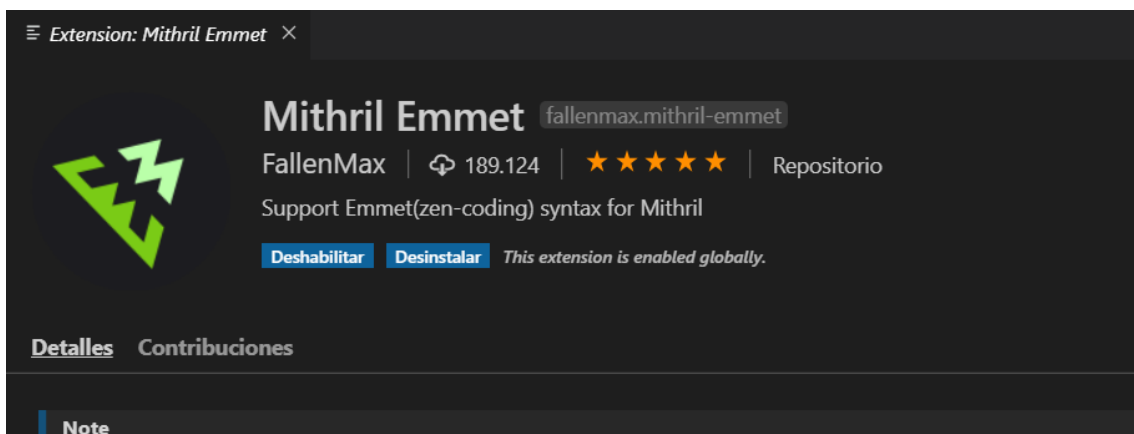 Extension: Mithril Emmet
Mithril Emmet fallenmax.mithril-emmet
FallenMax 189.124 Repositorio
Support Emmet(zen-coding) syntax for Mithril
Deshabilitar Desinstalar This extension is enabled globally.
Detalles Contribuciones
Note